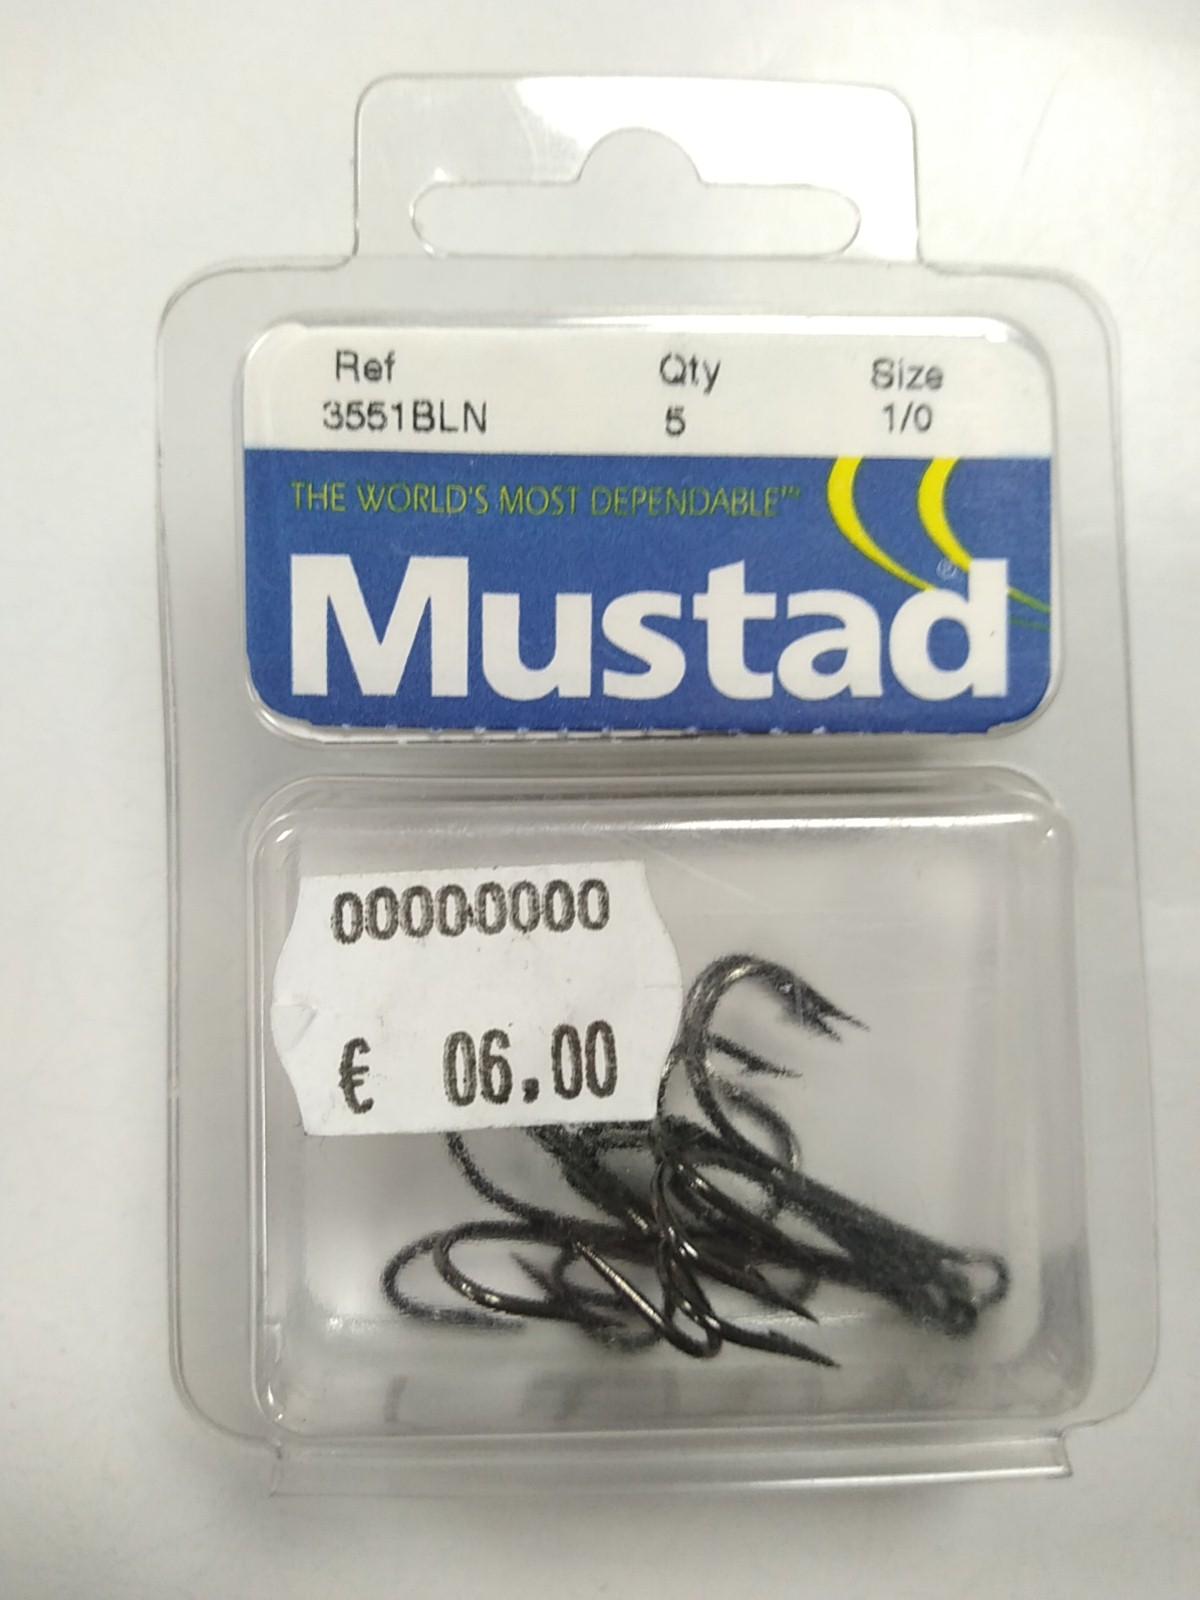 Ref Qty Size
3551BLN 5 1/0
THE WORLD'S MOST DEPENDABLE™
Mustad®
00000000
€ 06.00